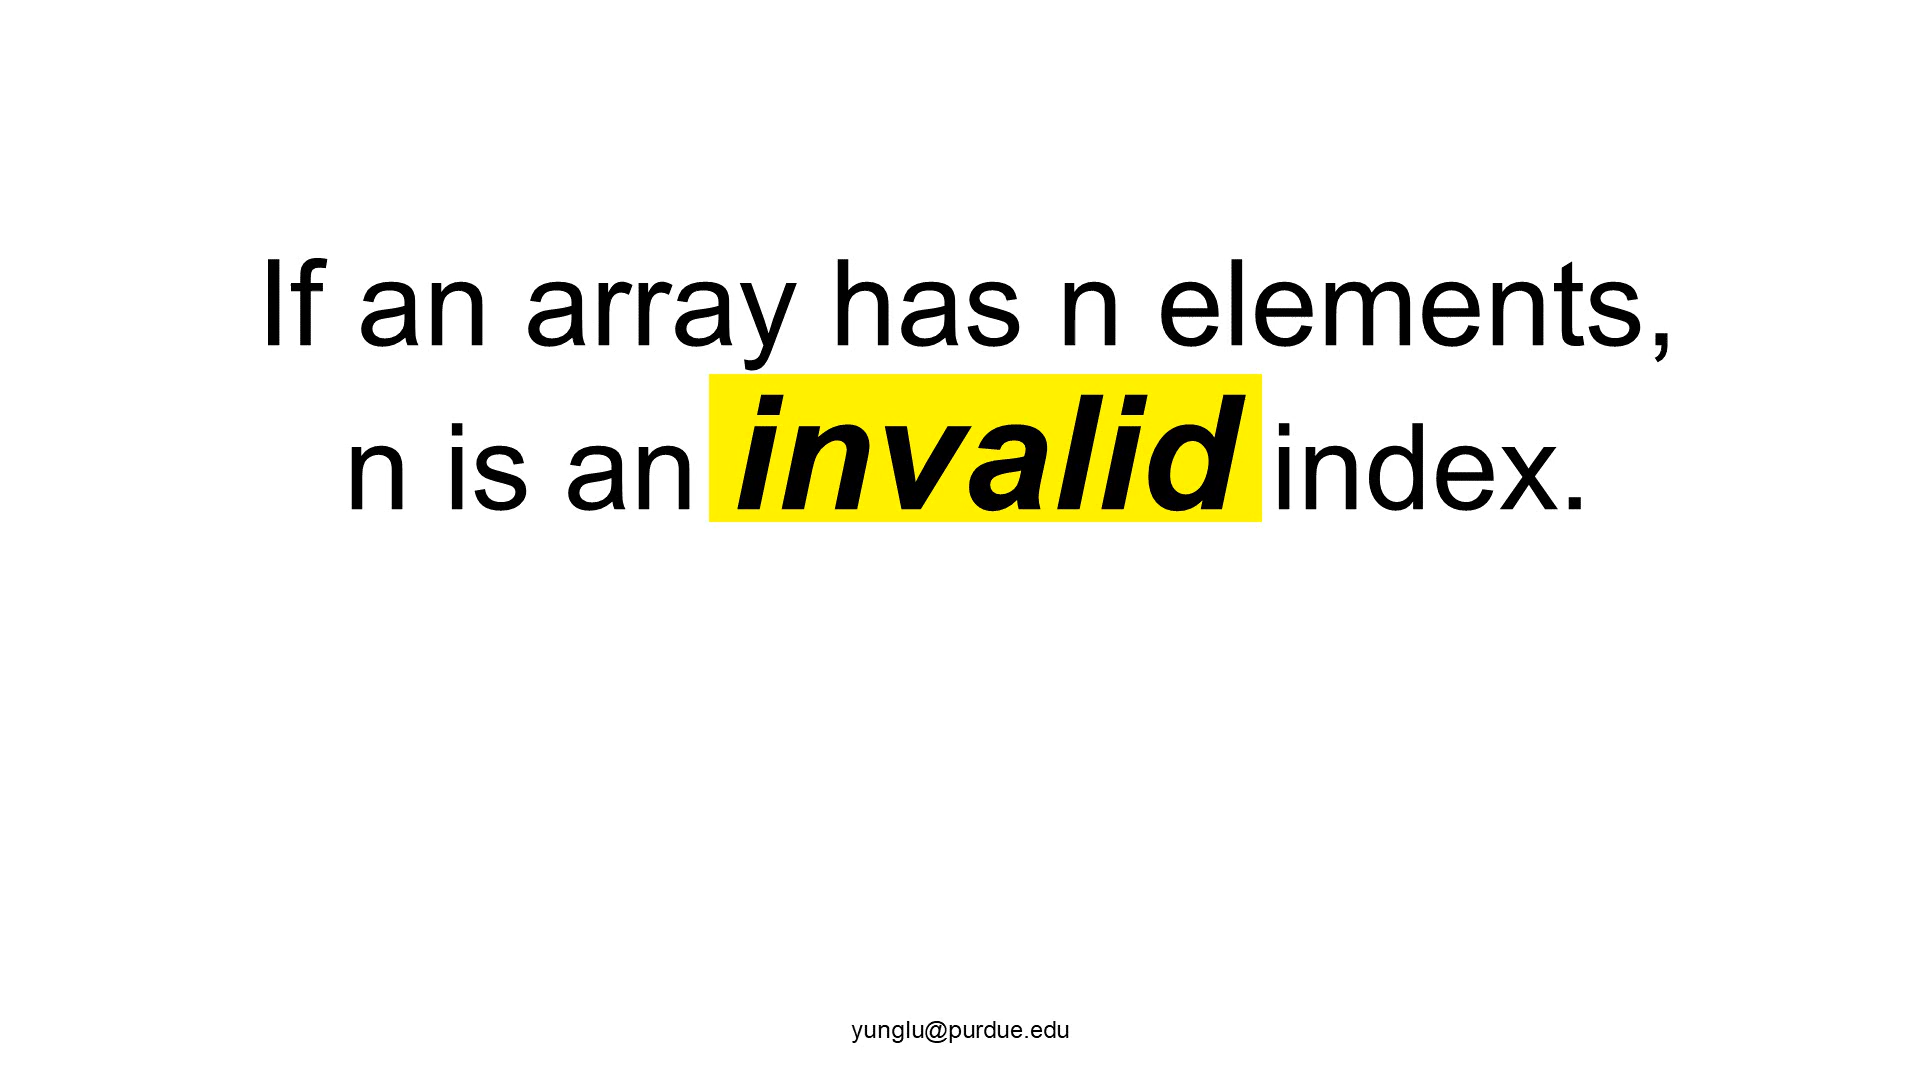 If an array has n elements,
n is an invalid index.
yunglu@purdue.edu